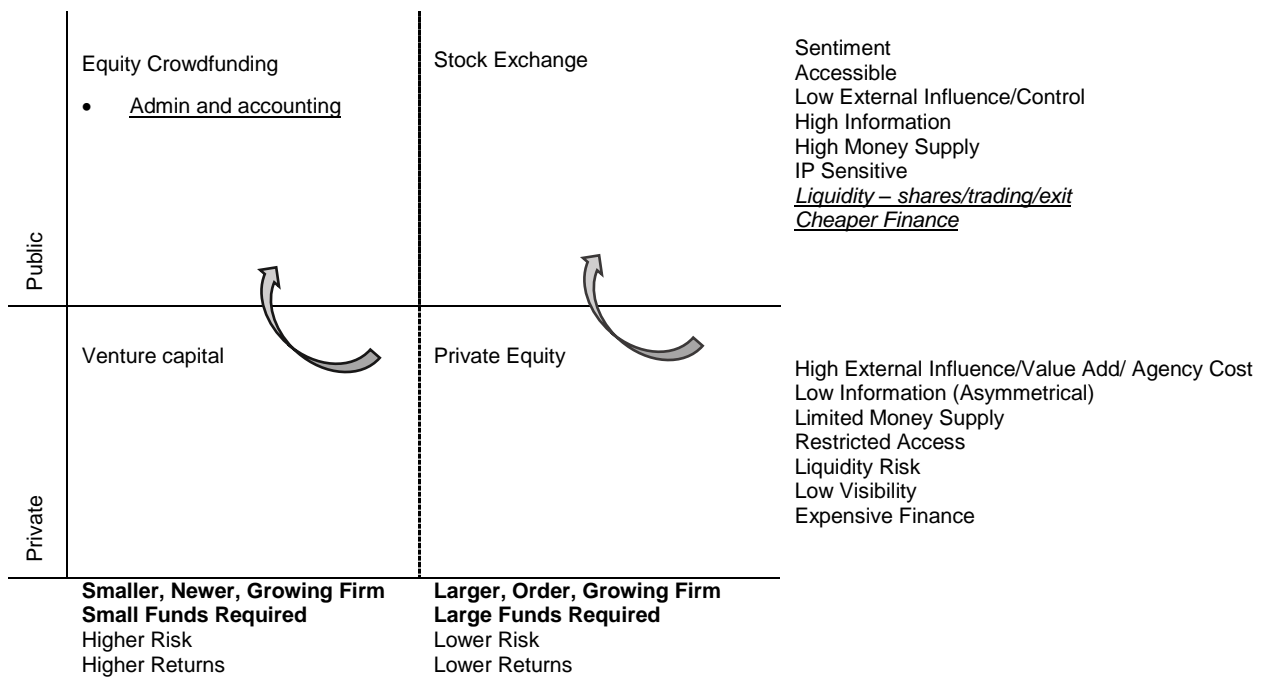 Equity Crowdfunding
• Admin and accounting
Stock Exchange
Sentiment
Accessible
Low External Influence/Control
High Information
High Money Supply
IP Sensitive
Liquidity – shares/trading/exit
Cheaper Finance
Public
Venture capital
Private Equity
High External Influence/Value Add/ Agency Cost
Low Information (Asymmetrical)
Limited Money Supply
Restricted Access
Liquidity Risk
Low Visibility
Expensive Finance
Private
Smaller, Newer, Growing Firm
Small Funds Required
Higher Risk
Higher Returns
Larger, Order, Growing Firm
Large Funds Required
Lower Risk
Lower Returns